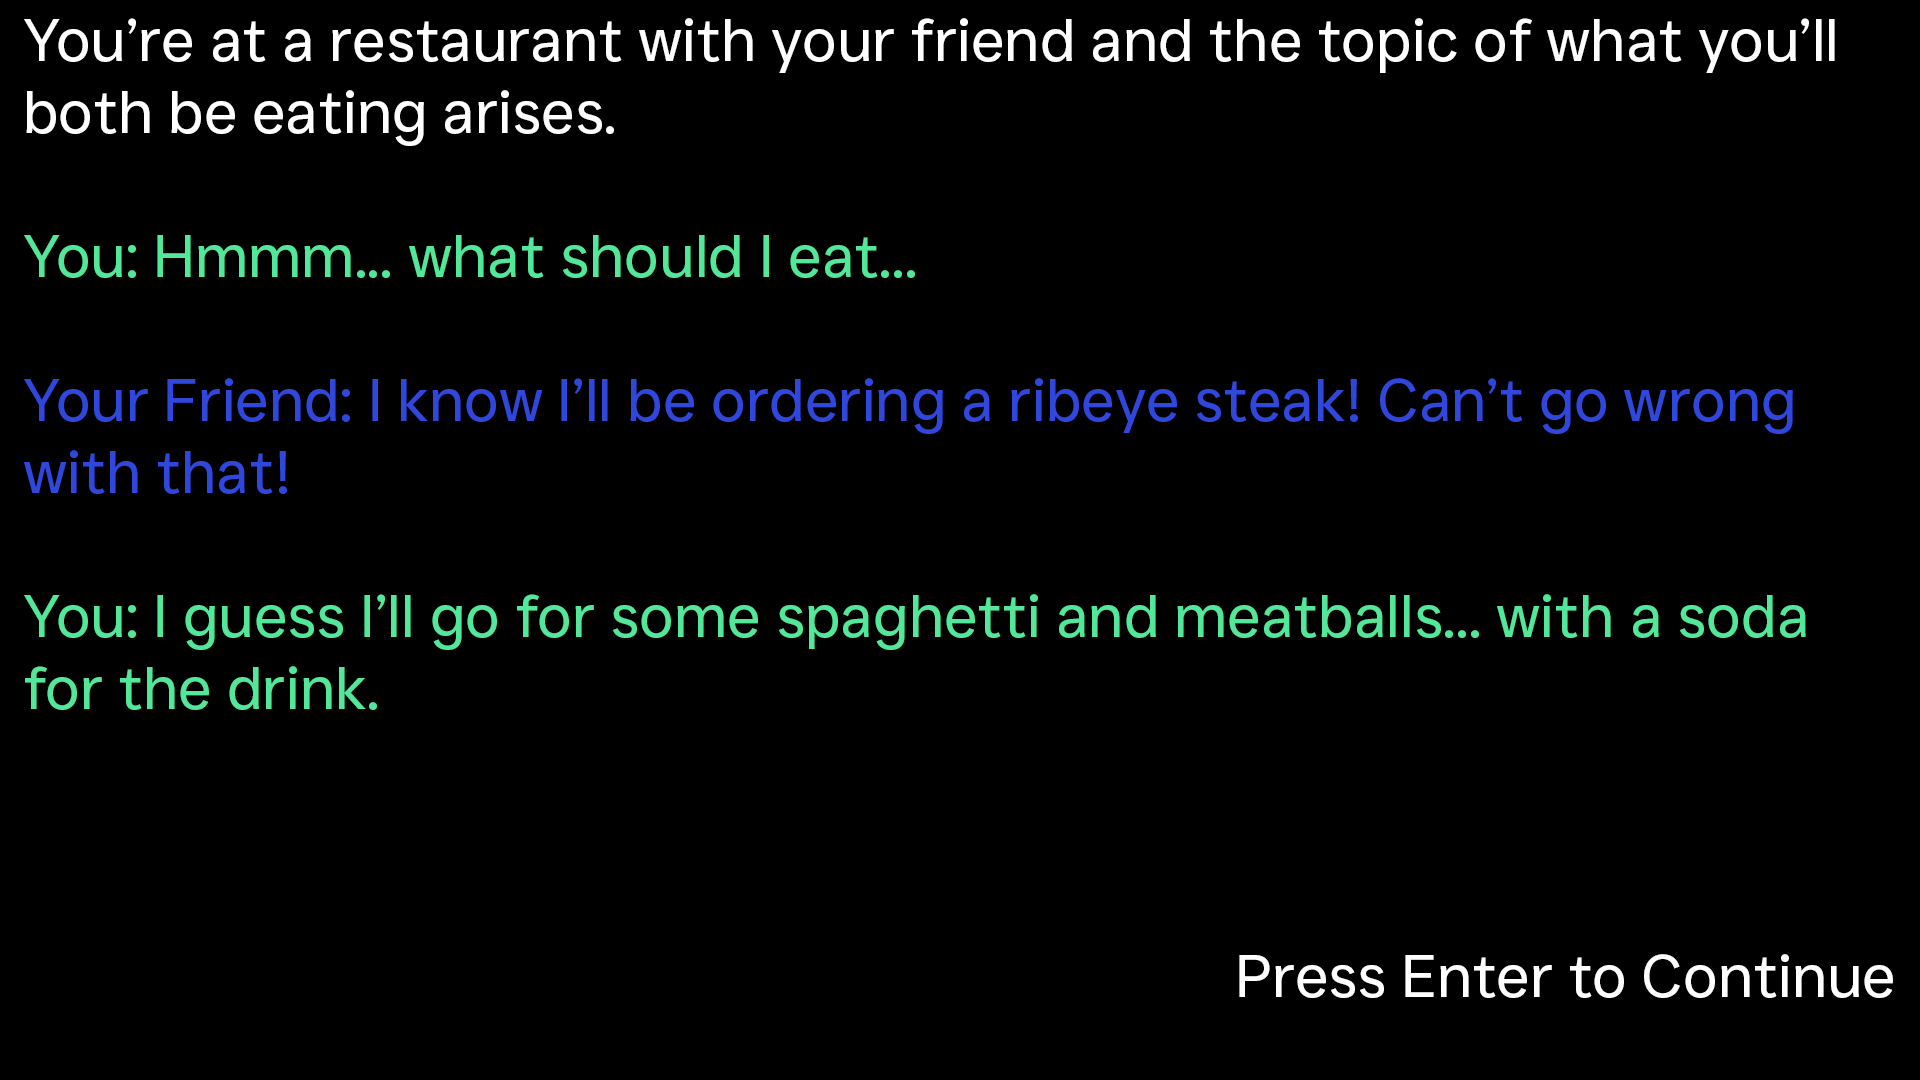 You’re at a restaurant with your friend and the topic of what you’ll
both be eating arises.
You: Hmmm... what should I eat...
Your Friend: I know I’ll be ordering a ribeye steak! Can’t go wrong
with that!
You: I guess I’ll go for some spaghetti and meatballs... with a soda
for the drink.
Press Enter to Continue